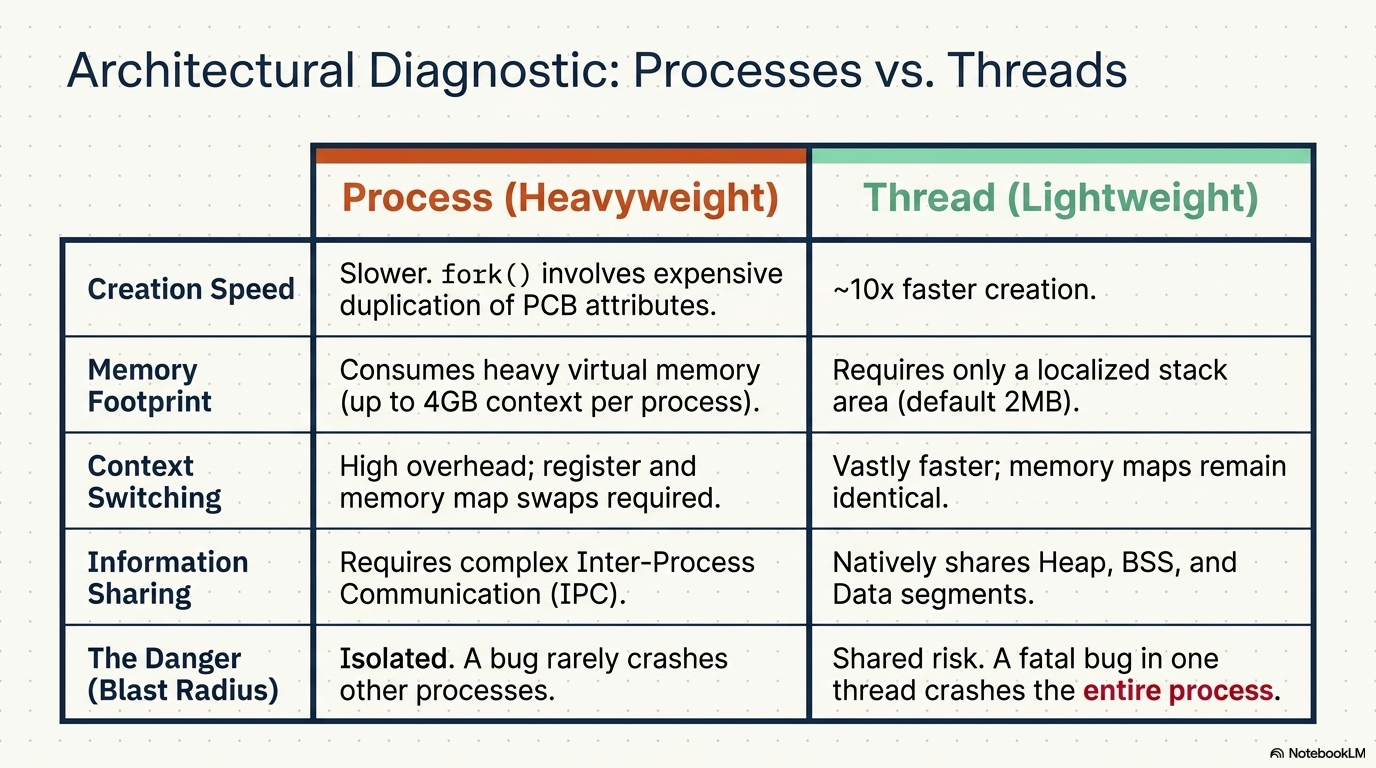 Architectural Diagnostic: Processes vs. Threads
Process (Heavyweight)
Thread (Lightweight)
Creation Speed
Slower. fork() involves expensive
duplication of PCB attributes.
~10x faster creation.
Memory
Footprint
Consumes heavy virtual memory
(up to 4GB context per process).
Requires only a localized stack
area (default 2MB).
Context
Switching
High overhead; register and
memory map swaps required.
Vastly faster; memory maps remain
identical.
Information
Sharing
Requires complex Inter-Process
Communication (IPC).
Natively shares Heap, BSS, and
Data segments.
The Danger
(Blast Radius)
Isolated. A bug rarely crashes
other processes.
Shared risk. A fatal bug in one
thread crashes the entire process.
NotebookLM